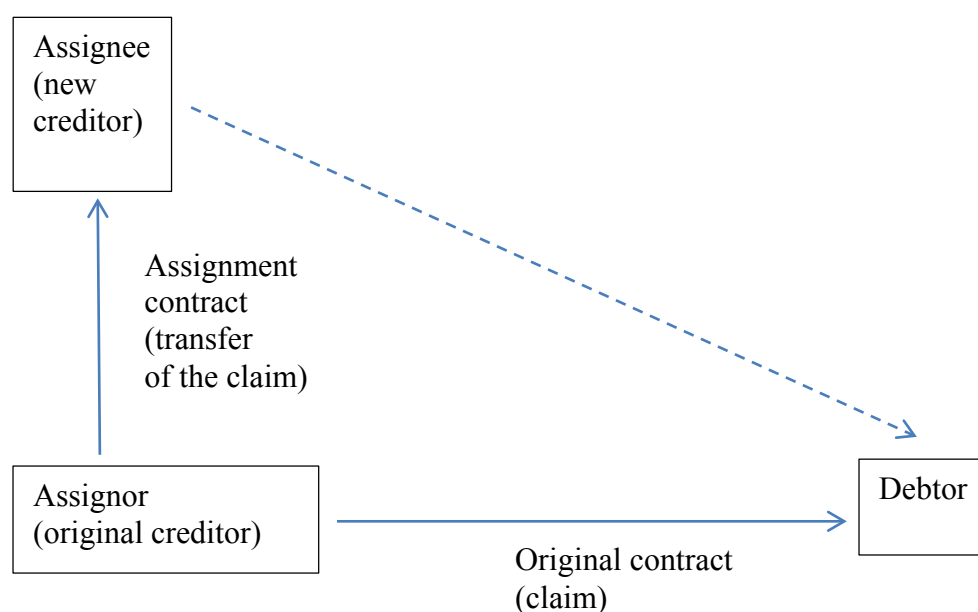 Assignee
(new
creditor)
Assignment
contract
(transfer
of the claim)
Assignor
(original creditor)
Debtor
Original contract
(claim)